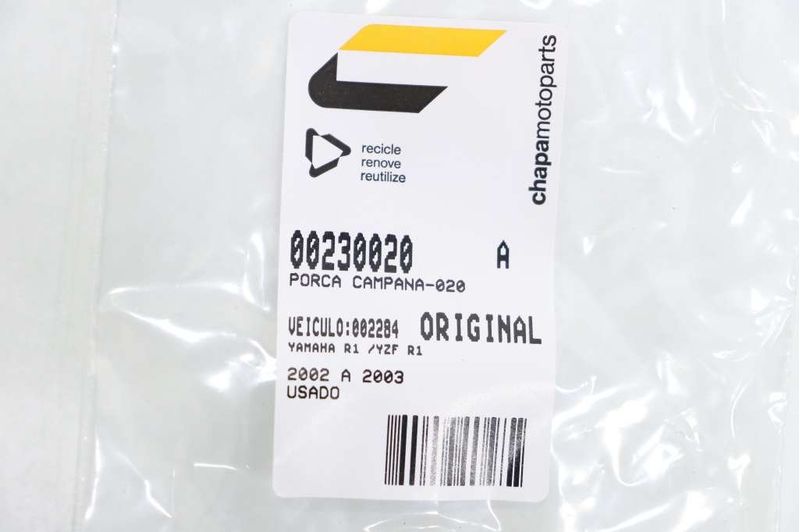 chapamotoparts
recicle
renove
reutilize
00230020 A
PORCA CAMPANA-020
VEICULO:002284 ORIGINAL
YAMAHA R1 /YZF R1
2002 A 2003
USADO